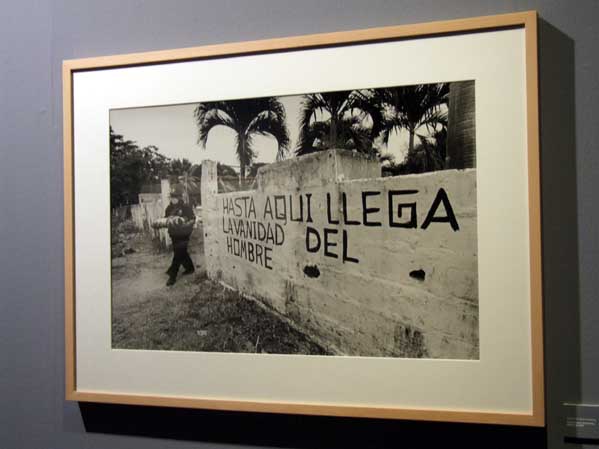 HASTA AQUI LLEGA
LAVANIDAD DEL
HOMBRE